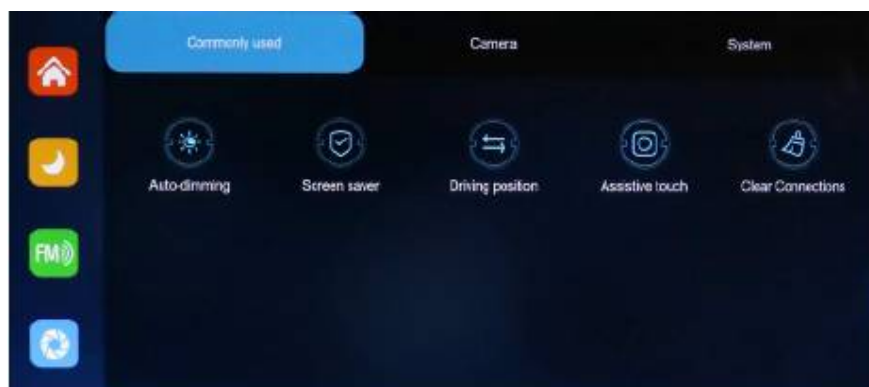 Commonly used
Camera
System
Auto-dimming
Screen saver
Driving position
Assistive touch
Clear Connections
FM